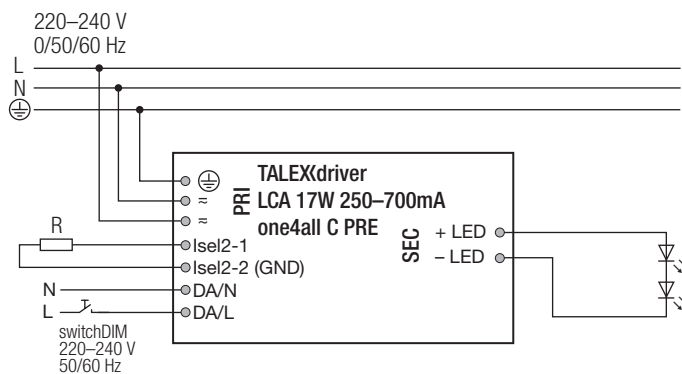 220–240 V
0/50/60 Hz
L
N
TALEXXdriver
LCA 17W 250–700mA
one4all C PRE
PRI
≂
≂
SEC
+ LED
– LED
R
Isel2-1
Isel2-2 (GND)
N
DA/N
L
DA/L
switchDIM
220–240 V
50/60 Hz